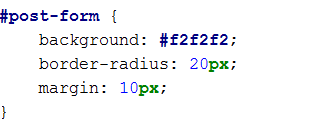 #post-form {
    background: #f2f2f2;
    border-radius: 20px;
    margin: 10px;
}